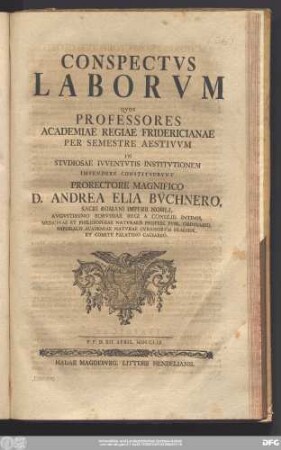 CONSPECTVS
LABORVM
QVOS
PROFESSORES
ACADEMIAE REGIAE FRIDERICIANAE
PER SEMESTRE AESTIVVM
IN
STVDIOSAE IVVENTVTIS INSTITVTIONEM
IMPENDERE CONSTITVERVNT
PRORECTORE MAGNIFICO
D. ANDREA ELIA BVCHNERO,
SACRI ROMANI IMPERII NOBILI,
AVGVSTISSIMO BORVSSIAE REGI A CONSILIIS INTIMIS,
MEDICINAE ET PHILOSOPHIAE NATVRALIS PROFESS. PVBL. ORDINARIO,
IMPERIALIS ACADEMIAE NATVRAE CVRIOSORVM PRAESIDE,
ET COMITE PALATINO CAESAREO.
HALAE MAGDEBVRG. LITTERIS HENDELIANIS.